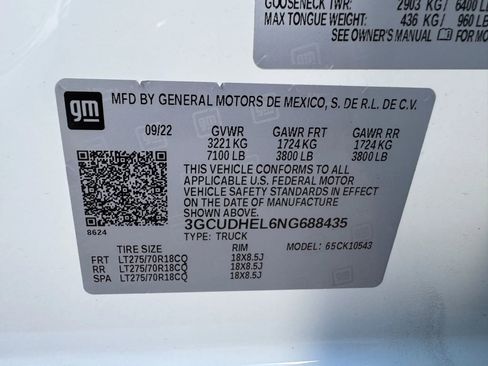 GOOSENECK TWR: 2903 KG/ 6400 LB
MAX TONGUE WEIGHT: 436 KG/ 960 LB
SEE OWNER'S MANUAL FOR MO
gm
MFD BY GENERAL MOTORS DE MEXICO, S. DE R.L. DE C.V.
09/22 GVWR GAWR FRT GAWR RR
3221 KG 1724 KG 1724 KG
7100 LB 3800 LB 3800 LB
THIS VEHICLE CONFORMS TO ALL
APPLICABLE U.S. FEDERAL MOTOR
VEHICLE SAFETY STANDARDS IN EFFECT
ON THE DATE OF MANUFACTURE
SHOWN ABOVE.
3GCUDHEL6NG688435
8624 TYPE: TRUCK
TIRE SIZE RIM MODEL: 65CK10543
FRT LT275/70R18CQ 18X8.5J
RR LT275/70R18CQ 18X8.5J
SPA LT275/70R18CQ 18X8.5J